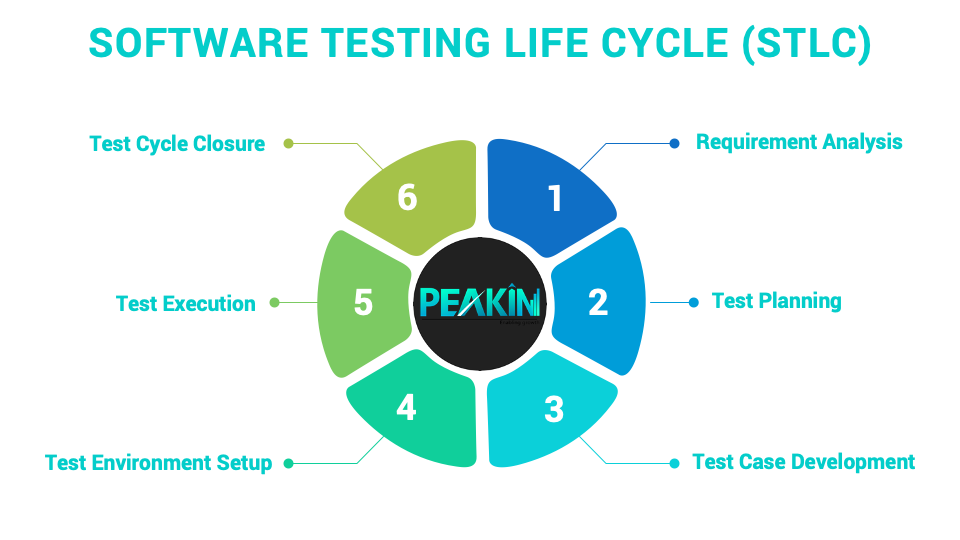 SOFTWARE TESTING LIFE CYCLE (STLC)
Test Cycle Closure
Requirement Analysis
6
1
Test Execution
5
PEAKIN
2
Test Planning
4
3
Test Environment Setup
Test Case Development